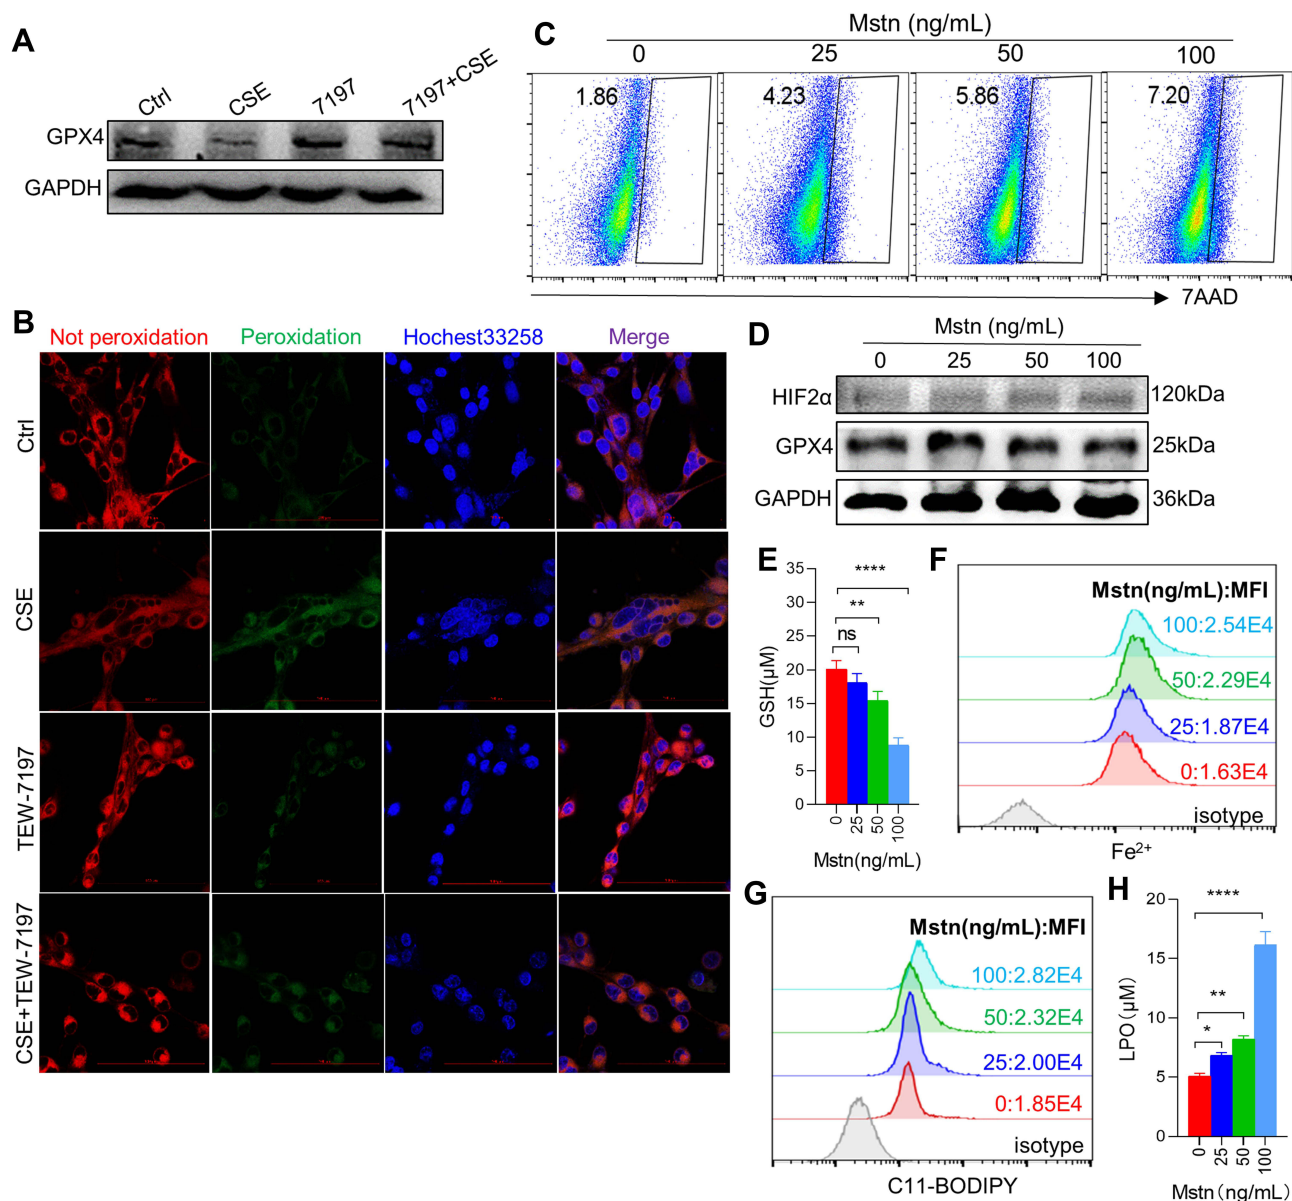 A
Ctrl
CSE
7197
7197+CSE
GPX4
GAPDH
B
Not peroxidation
Peroxidation
Hochest33258
Merge
Ctrl
CSE
TEW-7197
CSE+TEW-7197
C
Mstn (ng/mL)
0 25 50 100
1.86 4.23 5.86 7.20
7AAD
D
Mstn (ng/mL)
0 25 50 100
HIF2α 120kDa
GPX4 25kDa
GAPDH 36kDa
E
35
30
25
20
15
10
5
0
GSH(μM)
ns
**
****
0 25 50 100
Mstn(ng/mL)
F
Mstn(ng/mL):MFI
100:2.54E4
50:2.29E4
25:1.87E4
0:1.63E4
isotype
Fe²⁺
G
Mstn(ng/mL):MFI
100:2.82E4
50:2.32E4
25:2.00E4
0:1.85E4
isotype
C11-BODIPY
H
20
15
10
5
0
LPO(μM)
*
**
****
0 25 50 100
Mstn(ng/mL)